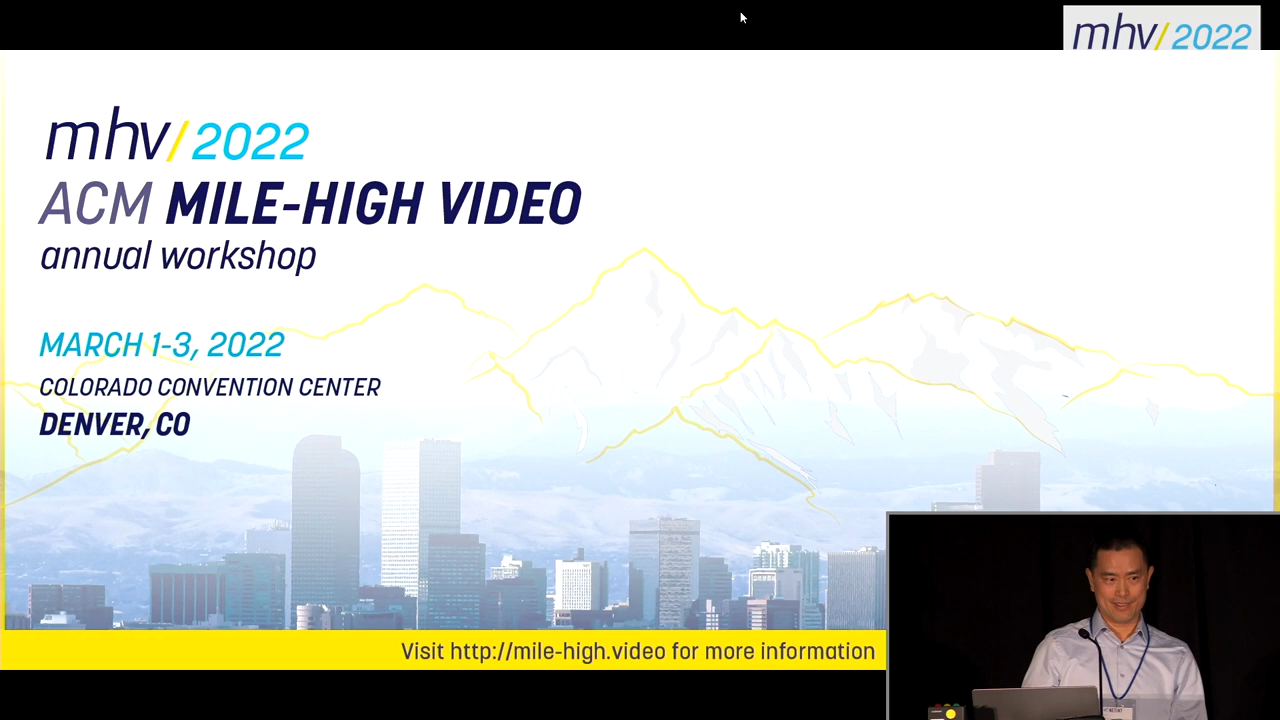 mhv/2022
mhv/2022
ACM MILE-HIGH VIDEO
annual workshop
MARCH 1-3, 2022
COLORADO CONVENTION CENTER
DENVER, CO
Visit http://mile-high.video for more information